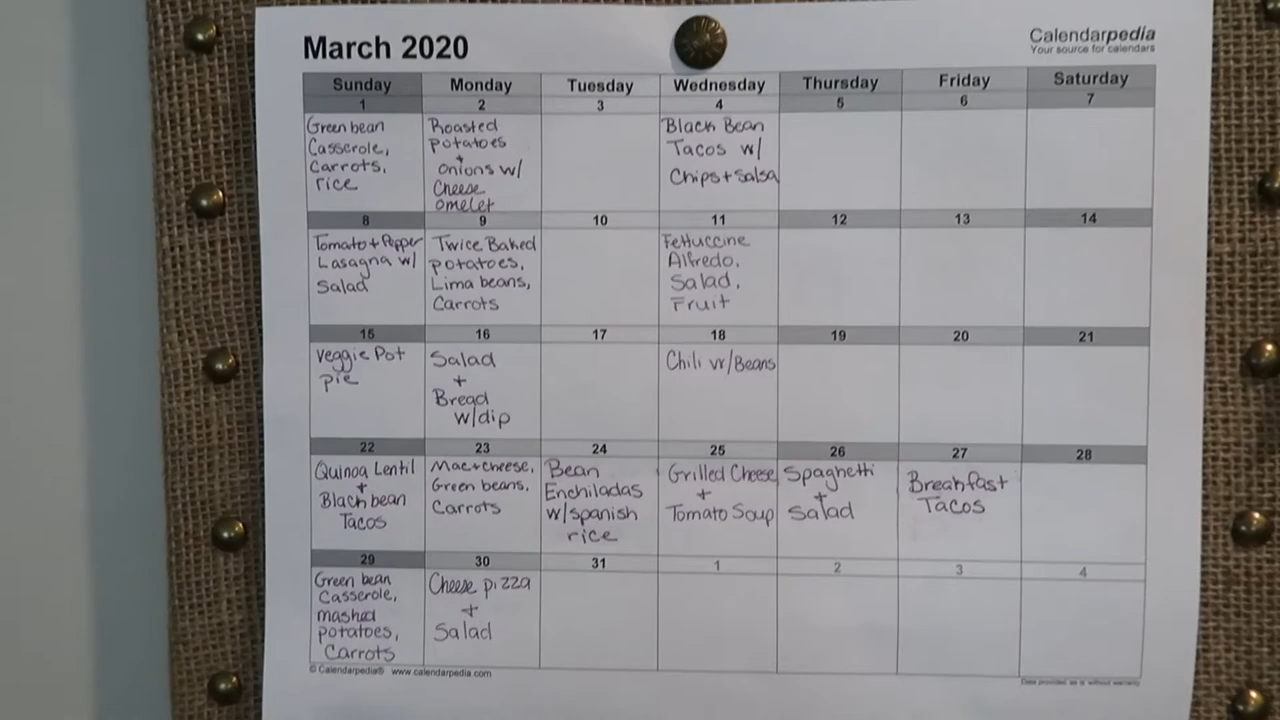 March 2020
Calendarpedia
Your source for calendars
Sunday Monday Tuesday Wednesday Thursday Friday Saturday
1 2 3 4 5 6 7
Green bean
Casserole,
Carrots,
rice
Roasted
potatoes
+
onions w/
Cheese
omelet
Black Bean
Tacos w/
Chips + Salsa
8 9 10 11 12 13 14
Tomato + Pepper
Lasagna w/
Salad
Twice Baked
potatoes,
Lima beans,
Carrots
Fettuccine
Alfredo,
Salad,
Fruit
15 16 17 18 19 20 21
Veggie Pot
pie
Salad
+
Bread
w/dip
Chili w/Beans
22 23 24 25 26 27 28
Quinoa Lentil
+
Black bean
Tacos
Mac+cheese,
Green beans,
Carrots
Bean
Enchiladas
w/spanish
rice
Grilled Cheese
+
Tomato Soup
Spaghetti
+
Salad
Breakfast
Tacos
29 30 31 1 2 3 4
Green bean
Casserole,
mashed
potatoes,
Carrots
Cheese pizza
+
Salad
© Calendarpedia® www.calendarpedia.com
Data provided 'as is' without warranty